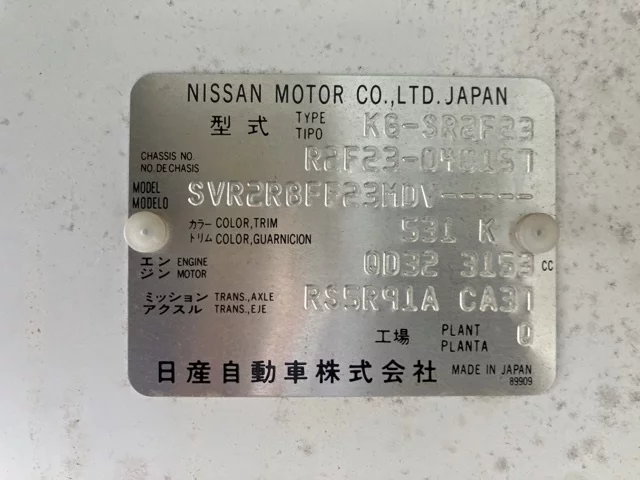 NISSAN MOTOR CO.,LTD. JAPAN
型式 TYPE TIPO KG-SR2F23
CHASSIS NO. NO.DE CHASIS R2F23-040157
MODEL MODELO SVR2RBFF23MDV-----
カラー COLOR,TRIM
トリム COLOR,GUARNICION 531 K
エンジン ENGINE MOTOR QD32 3153 CC
ミッション TRANS.,AXLE
アクスル TRANS.,EJE RS5R91A CA37
工場 PLANT PLANTA Q
日産自動車株式会社 MADE IN JAPAN
89909